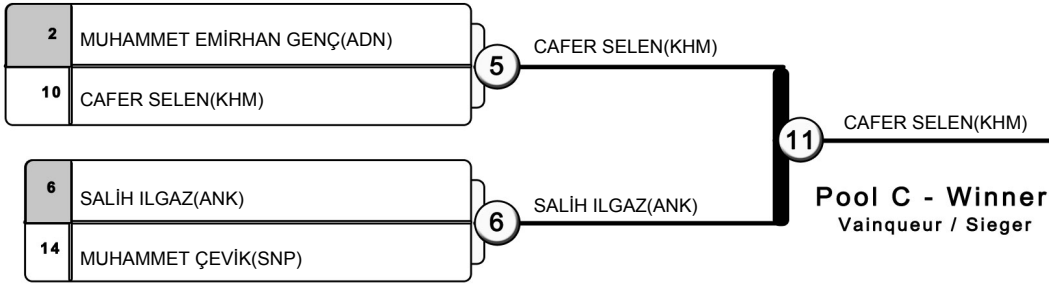 2 MUHAMMET EMİRHAN GENÇ(ADN)
10 CAFER SELEN(KHM)
5
CAFER SELEN(KHM)
6 SALİH ILGAZ(ANK)
14 MUHAMMET ÇEVİK(SNP)
6
SALİH ILGAZ(ANK)
11
CAFER SELEN(KHM)
Pool C - Winner
Vainqueur / Sieger